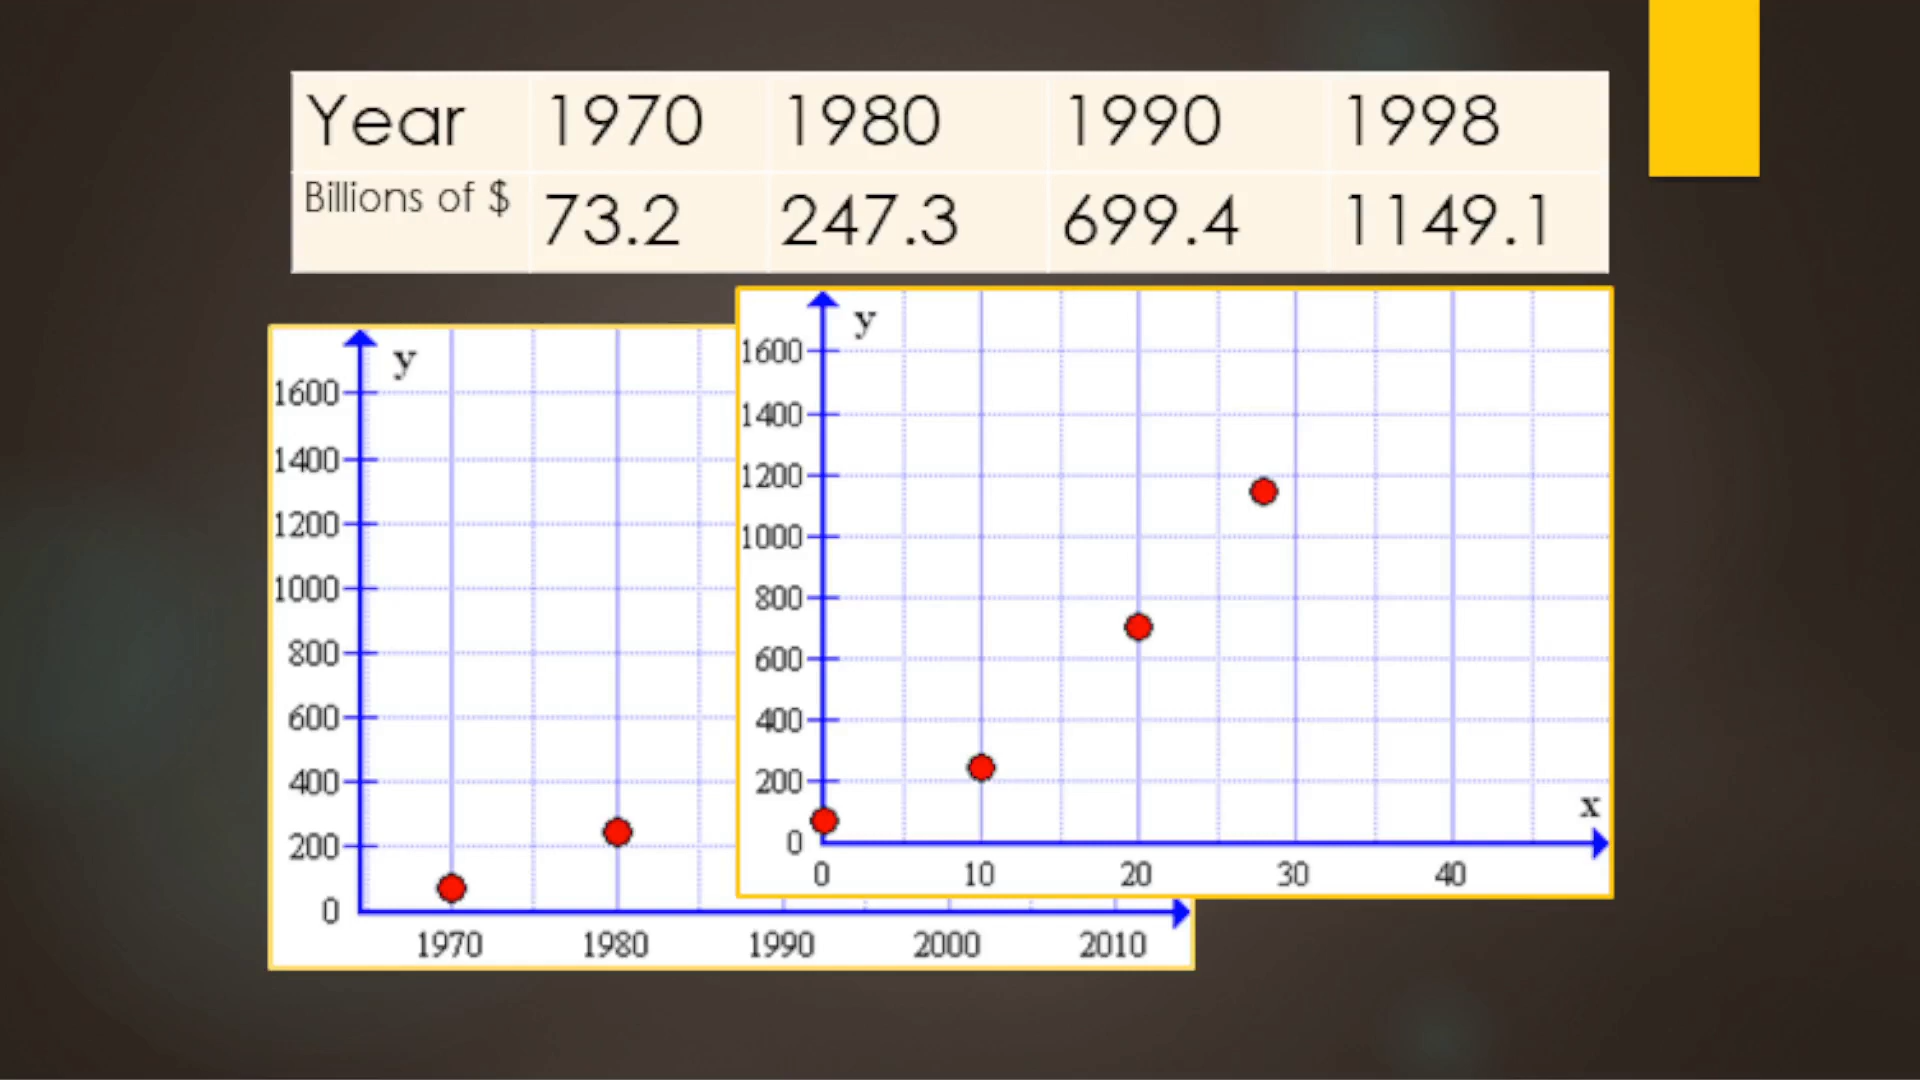 Year 1970 1980 1990 1998
Billions of $ 73.2 247.3 699.4 1149.1
y
1600
1400
1200
1000
800
600
400
200
0
1970 1980 1990 2000 2010
y
1600
1400
1200
1000
800
600
400
200
0
x
0 10 20 30 40